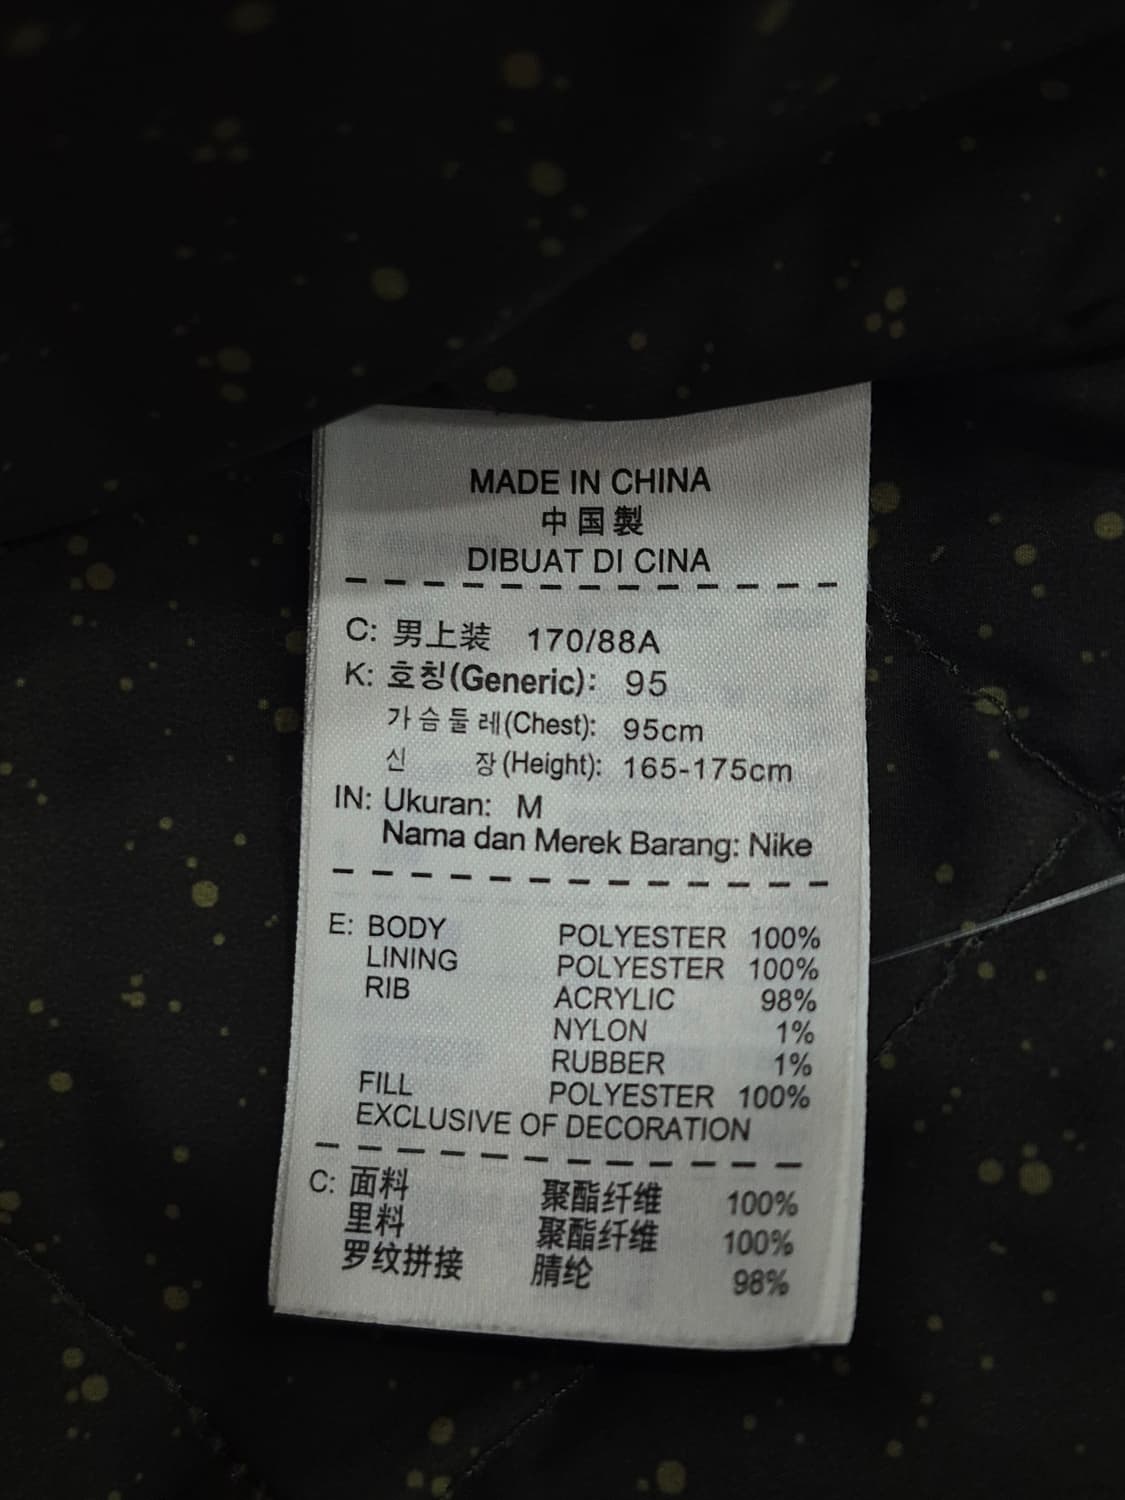 MADE IN CHINA
中国製
DIBUAT DI CINA
C: 男上装 170/88A
K: 호칭(Generic): 95
가슴둘레(Chest): 95cm
신 장(Height): 165-175cm
IN: Ukuran: M
Nama dan Merek Barang: Nike
E: BODY POLYESTER 100%
LINING POLYESTER 100%
RIB ACRYLIC 98%
NYLON 1%
RUBBER 1%
FILL POLYESTER 100%
EXCLUSIVE OF DECORATION
C: 面料 聚酯纤维 100%
里料 聚酯纤维 100%
罗纹拼接 腈纶 98%